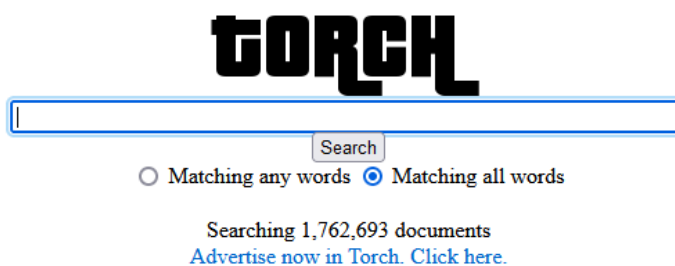 TORCH
Search
Matching any words Matching all words
Searching 1,762,693 documents
Advertise now in Torch. Click here.